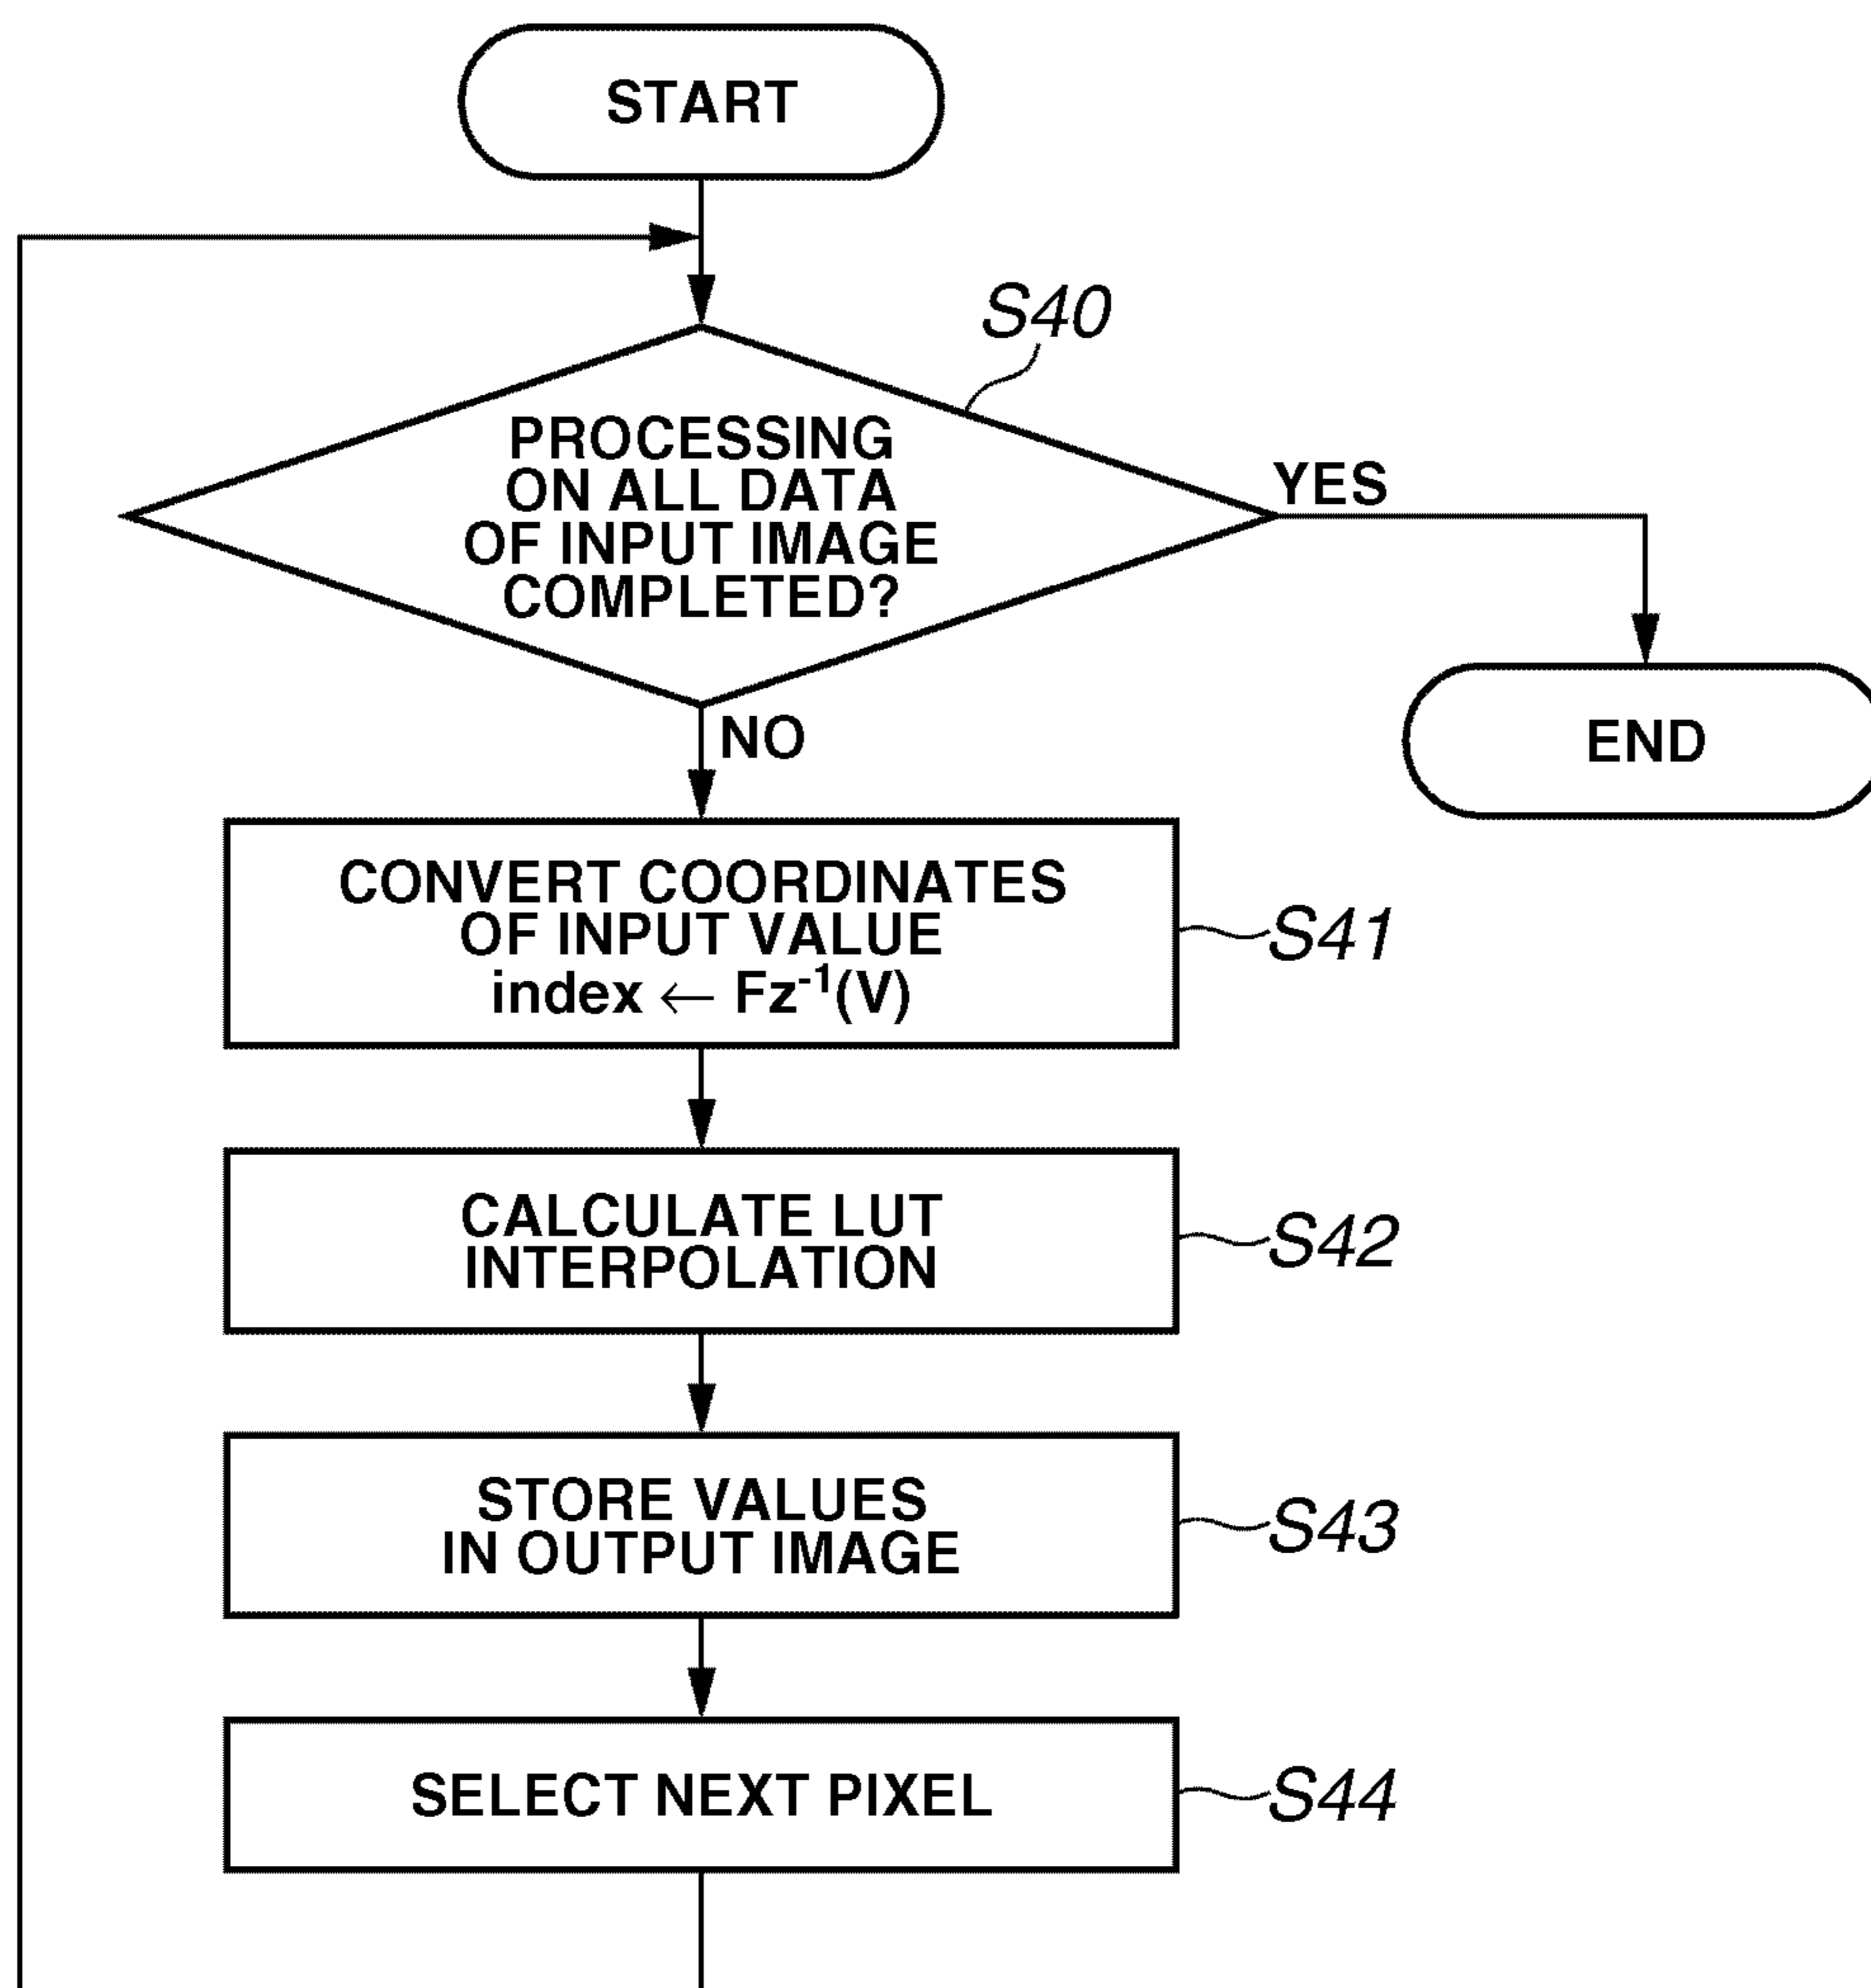 START
S40
PROCESSING
ON ALL DATA
OF INPUT IMAGE
COMPLETED?
YES
NO
END
CONVERT COORDINATES
OF INPUT VALUE
index ← Fz⁻¹(V)
S41
CALCULATE LUT
INTERPOLATION
S42
STORE VALUES
IN OUTPUT IMAGE
S43
SELECT NEXT PIXEL
S44